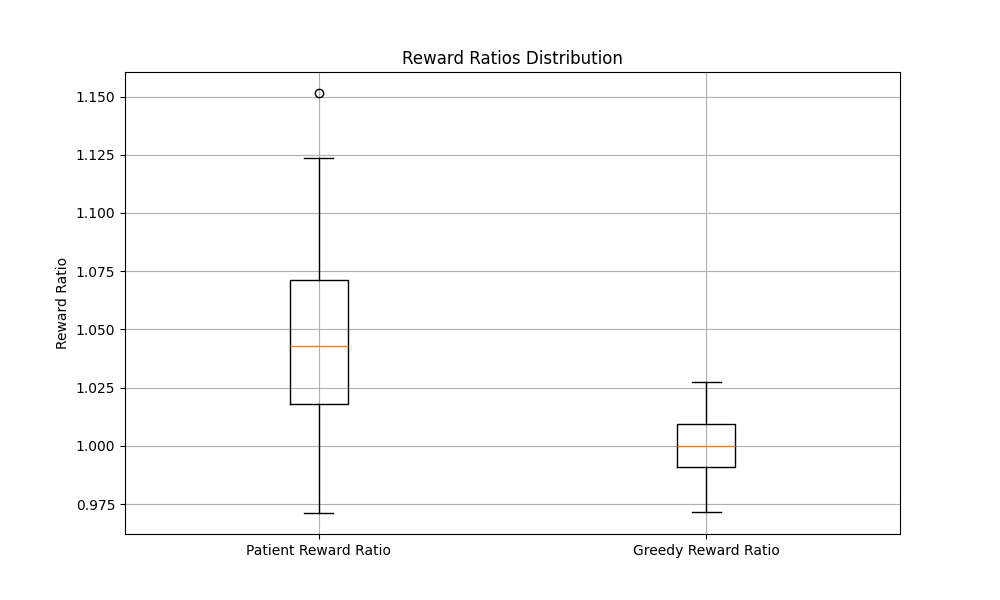 Reward Ratios Distribution
Reward Ratio
1.150
1.125
1.100
1.075
1.050
1.025
1.000
0.975
Patient Reward Ratio
Greedy Reward Ratio